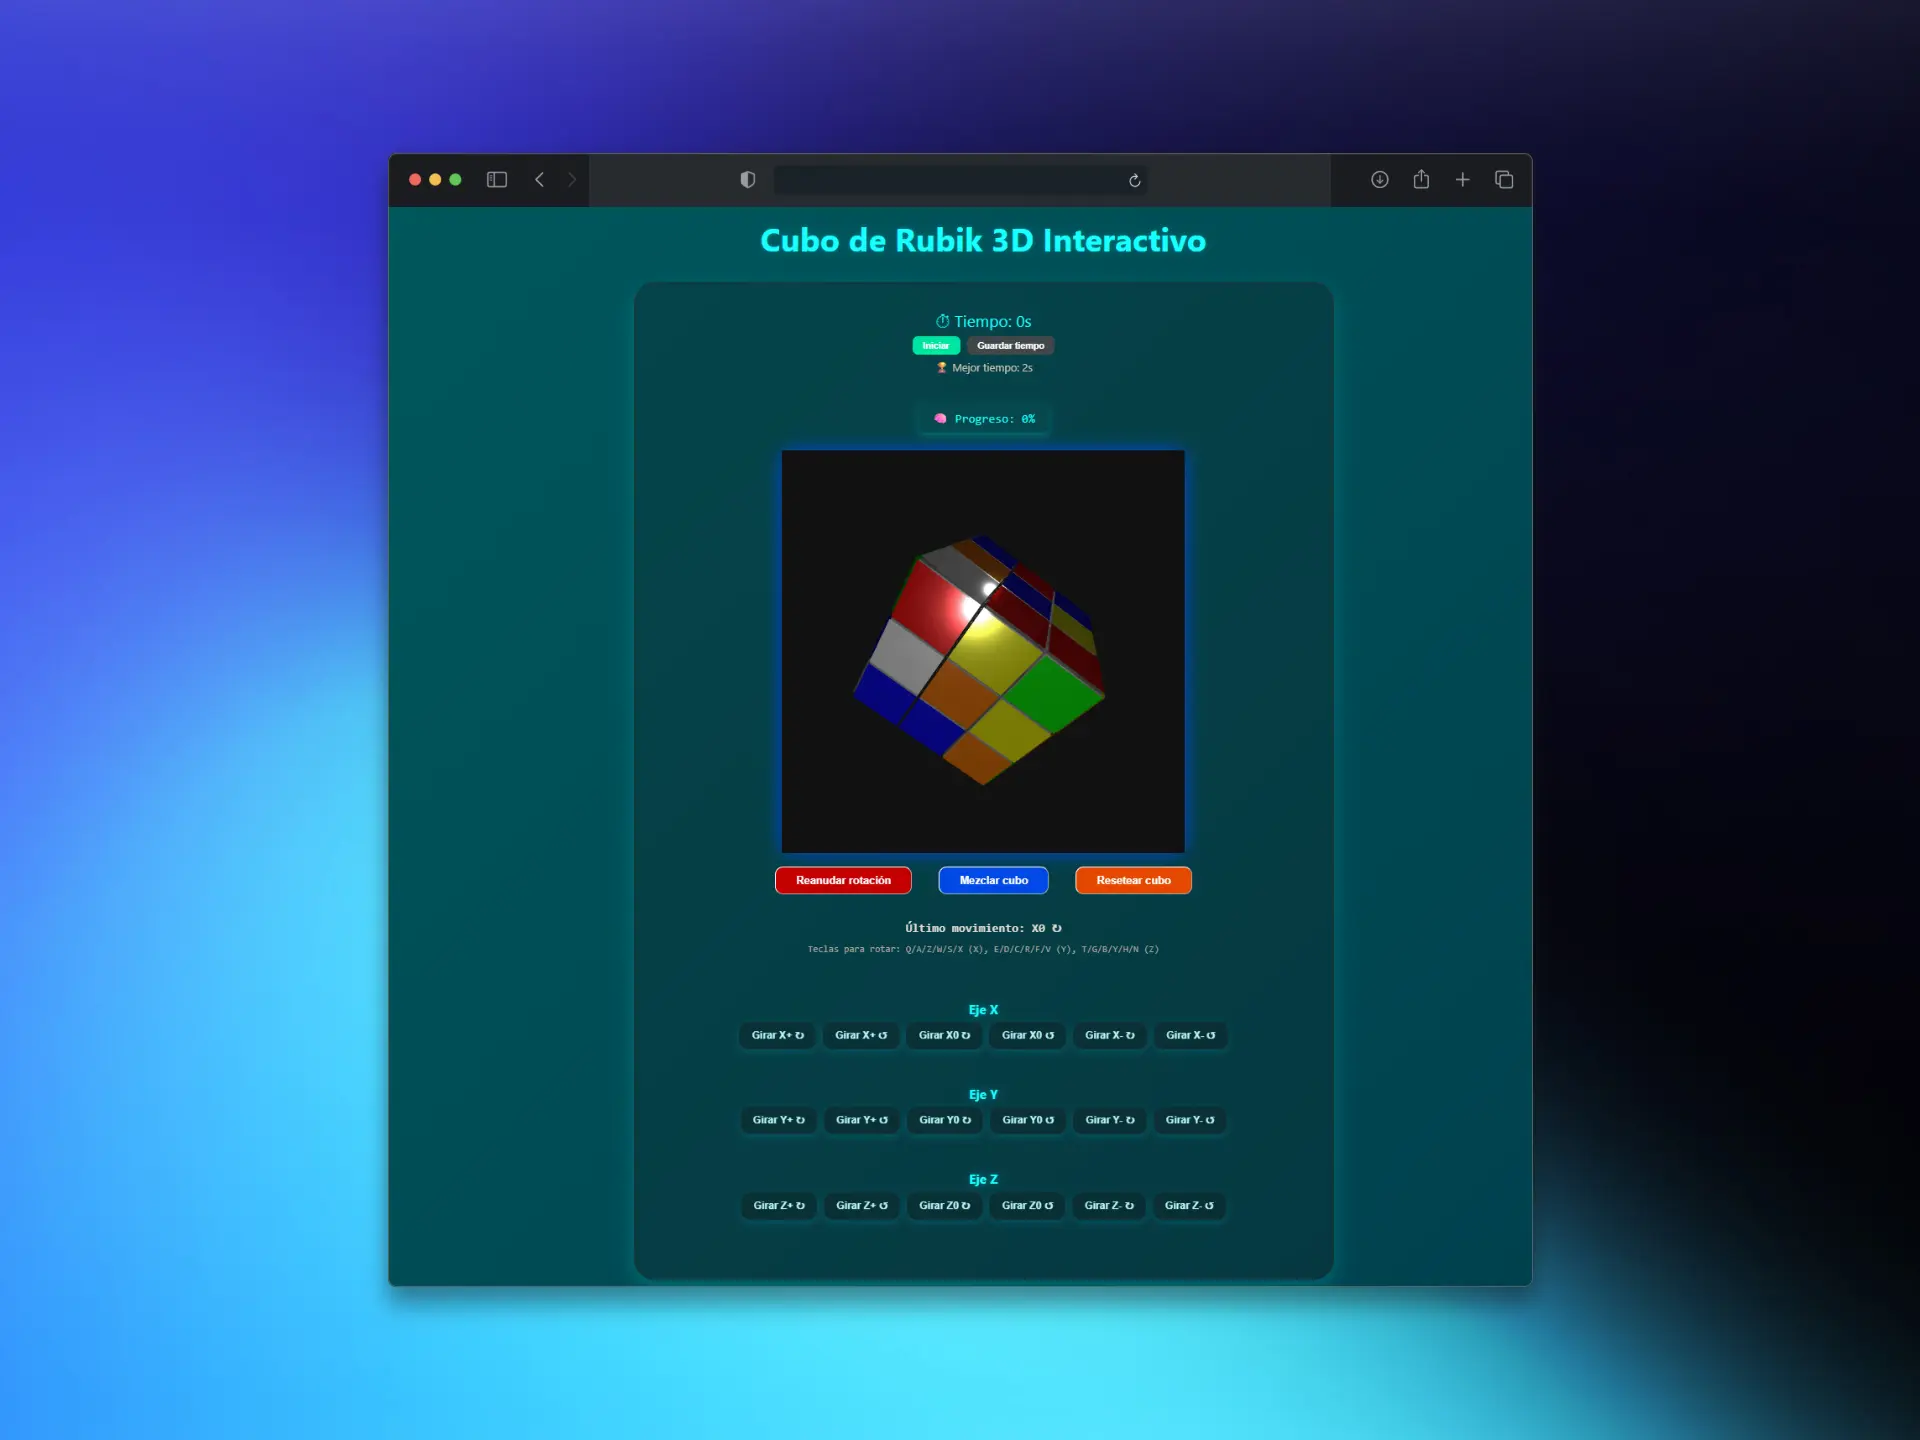 Cubo de Rubik 3D Interactivo
⏱ Tiempo: 0s
Iniciar Guardar tiempo
🏆 Mejor tiempo: 2s
🧠 Progreso: 0%
Reanudar rotación Mezclar cubo Resetear cubo
Último movimiento: X0 ↻
Teclas para rotar: Q/A/Z/W/S/X (X), E/D/C/R/F/V (Y), T/G/B/Y/H/N (Z)
Eje X
Girar X+ ↻ Girar X+ ↺ Girar X0 ↻ Girar X0 ↺ Girar X- ↻ Girar X- ↺
Eje Y
Girar Y+ ↻ Girar Y+ ↺ Girar Y0 ↻ Girar Y0 ↺ Girar Y- ↻ Girar Y- ↺
Eje Z
Girar Z+ ↻ Girar Z+ ↺ Girar Z0 ↻ Girar Z0 ↺ Girar Z- ↻ Girar Z- ↺